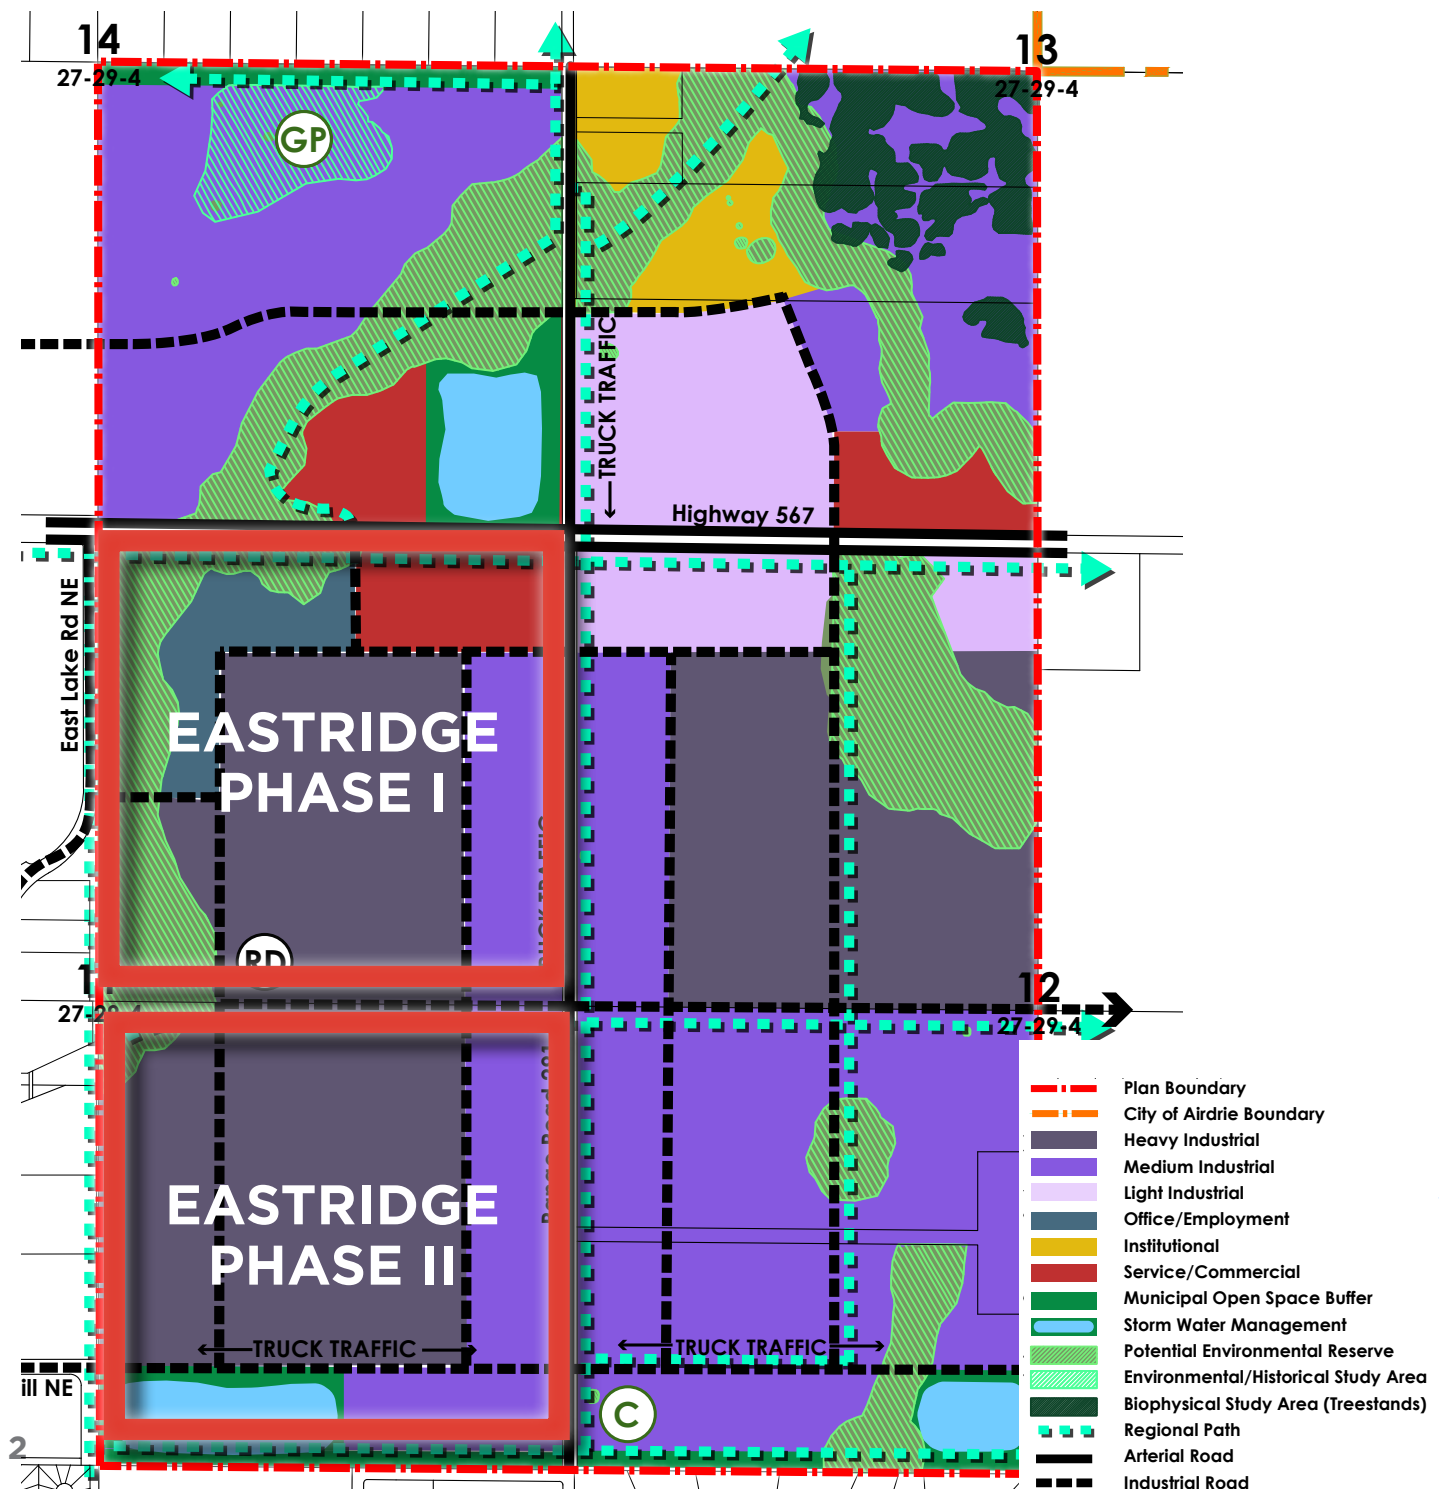 14
27-29-4
13
27-29-4
GP
TRUCK TRAFFIC
Highway 567
East Lake Rd NE
EASTRIDGE
PHASE I
RD
12
27-29-4
EASTRIDGE
PHASE II
TRUCK TRAFFIC
TRUCK TRAFFIC
ill NE
C
2
Plan Boundary
City of Airdrie Boundary
Heavy Industrial
Medium Industrial
Light Industrial
Office/Employment
Institutional
Service/Commercial
Municipal Open Space Buffer
Storm Water Management
Potential Environmental Reserve
Environmental/Historical Study Area
Biophysical Study Area (Treestands)
Regional Path
Arterial Road
Industrial Road